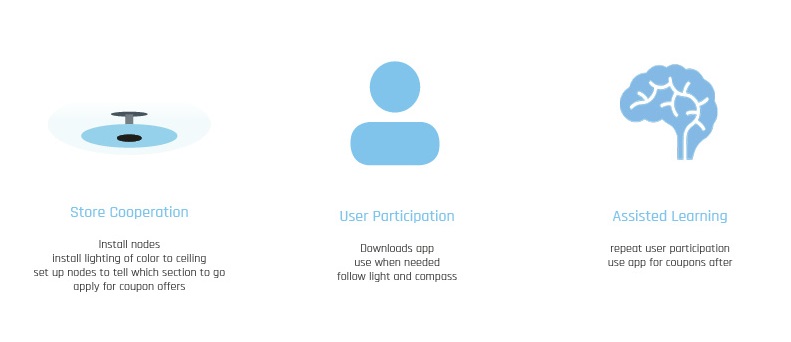 Store Cooperation
Install nodes
install lighting of color to ceiling
set up nodes to tell which section to go
apply for coupon offers
User Participation
Downloads app
use when needed
follow light and compass
Assisted Learning
repeat user participation
use app for coupons after